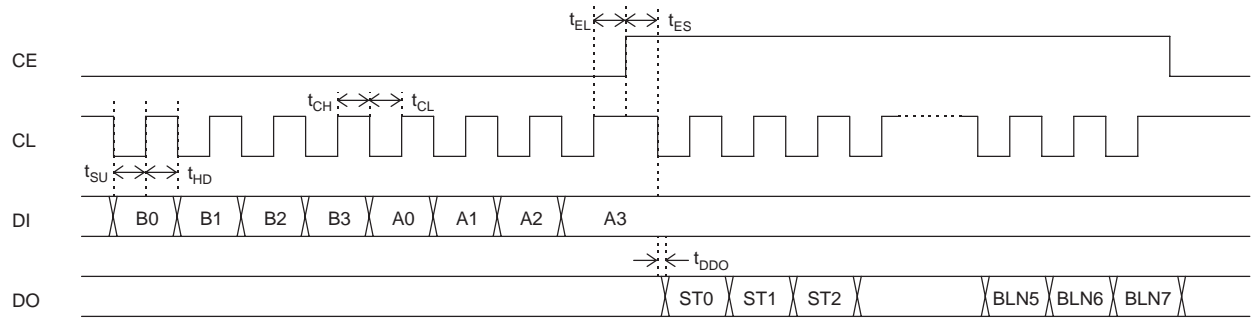 tEL tES
CE
tCH tCL
CL
tSU tHD
DI B0 B1 B2 B3 A0 A1 A2 A3
tDDO
DO ST0 ST1 ST2 BLN5 BLN6 BLN7